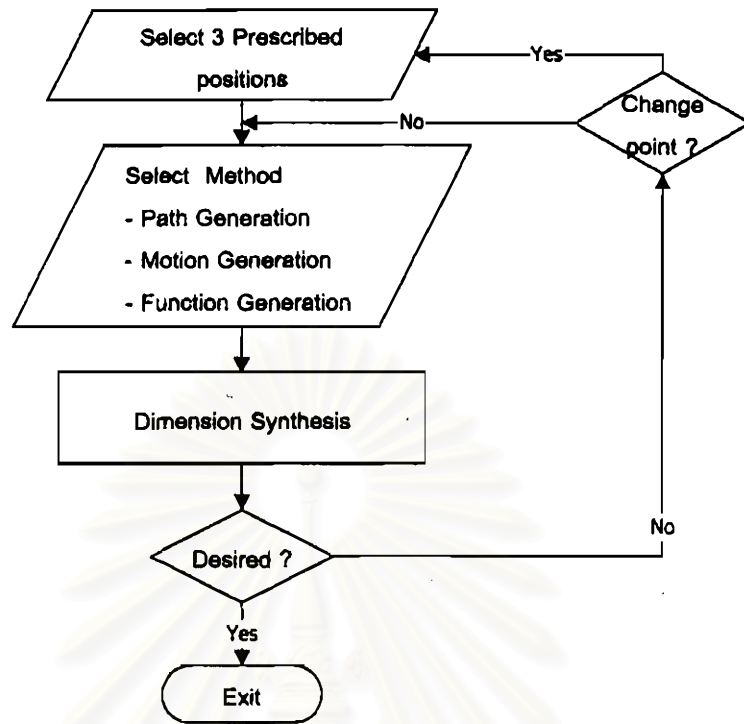 Select 3 Prescribed
positions
Yes
Change
point ?
No
Select Method
- Path Generation
- Motion Generation
- Function Generation
Dimension Synthesis
No
Desired ?
Yes
Exit